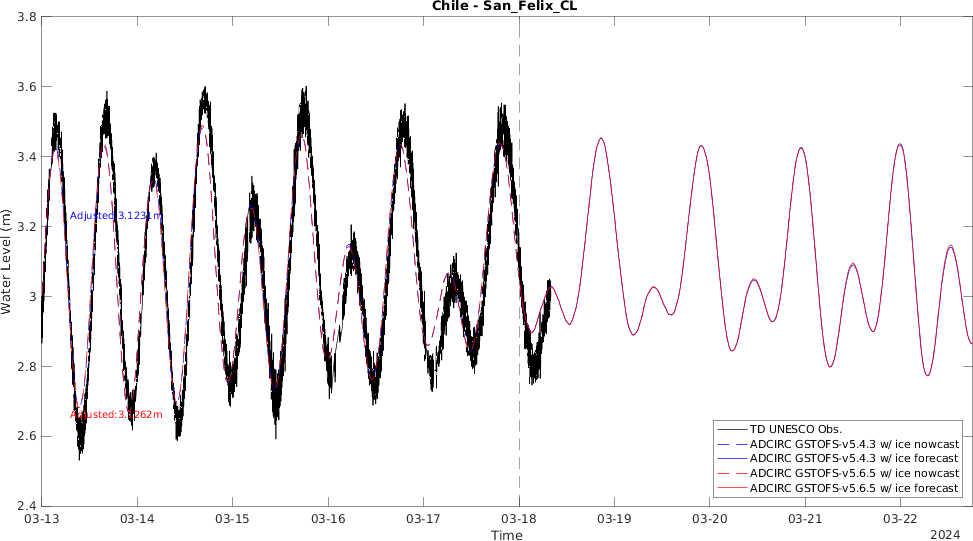 Chile - San_Felix_CL
3.8
3.6
3.4
3.2
3
2.8
2.6
2.4
Water Level (m)
Adjusted:3.1231m
Adjusted:3.1262m
TD UNESCO Obs.
ADCIRC GSTOFS-v5.4.3 w/ ice nowcast
ADCIRC GSTOFS-v5.4.3 w/ ice forecast
ADCIRC GSTOFS-v5.6.5 w/ ice nowcast
ADCIRC GSTOFS-v5.6.5 w/ ice forecast
03-13 03-14 03-15 03-16 03-17 03-18 03-19 03-20 03-21 03-22
Time
2024